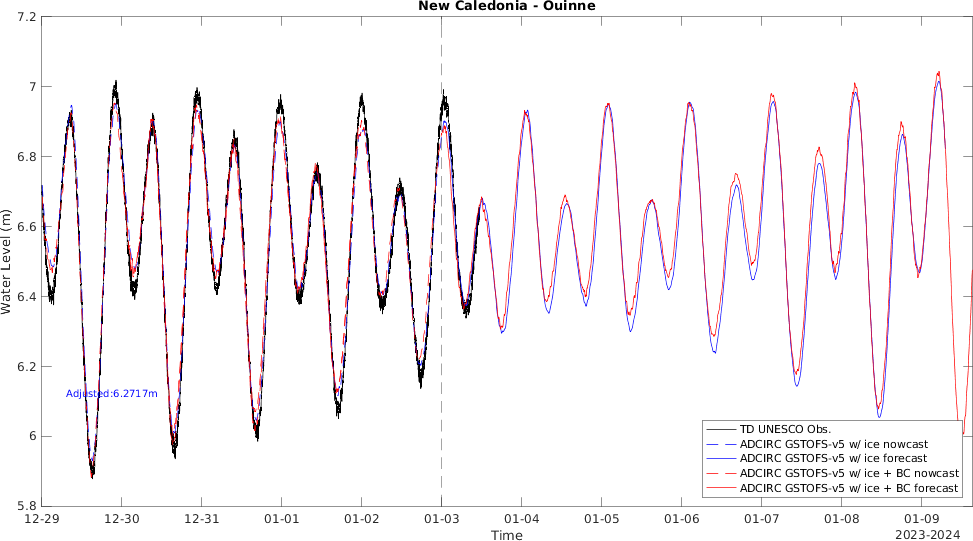 New Caledonia - Ouinne
7.2
7
6.8
6.6
6.4
6.2
6
5.8
Water Level (m)
Adjusted:6.2717m
TD UNESCO Obs.
ADCIRC GSTOFS-v5 w/ ice nowcast
ADCIRC GSTOFS-v5 w/ ice forecast
ADCIRC GSTOFS-v5 w/ ice + BC nowcast
ADCIRC GSTOFS-v5 w/ ice + BC forecast
12-29 12-30 12-31 01-01 01-02 01-03 01-04 01-05 01-06 01-07 01-08 01-09
Time
2023-2024